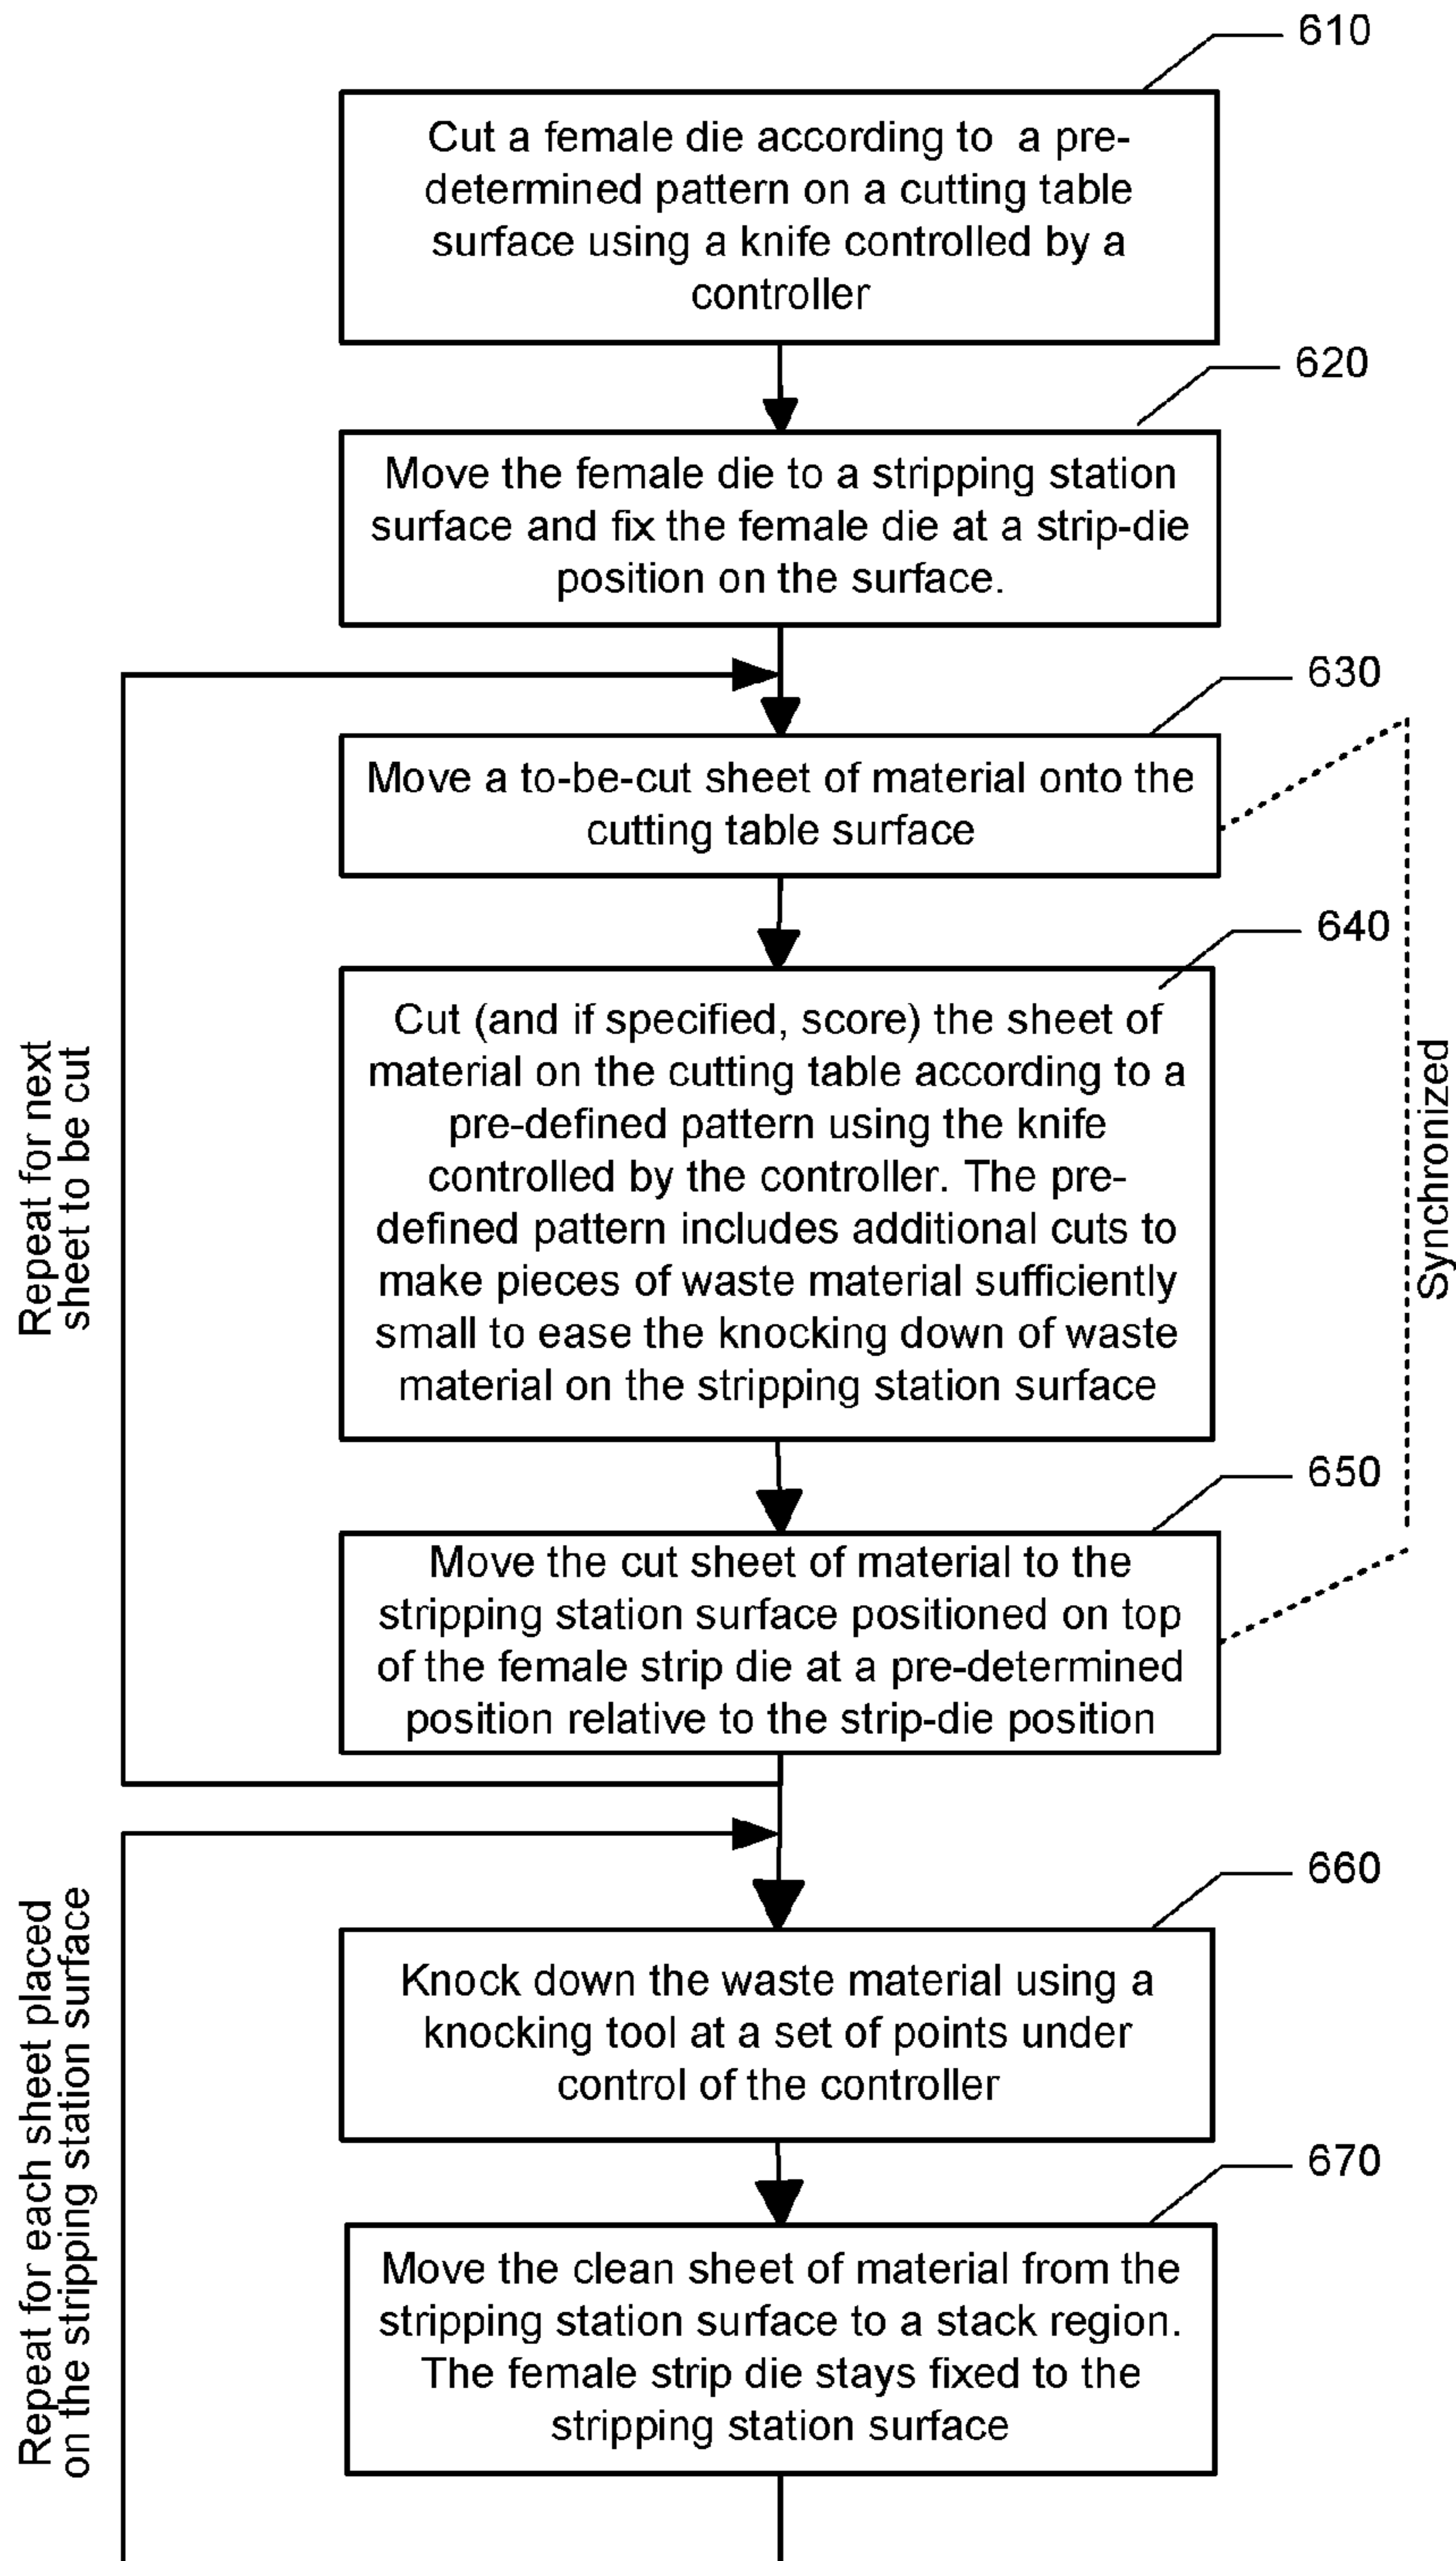 610
Cut a female die according to a pre-
determined pattern on a cutting table
surface using a knife controlled by a
controller
620
Move the female die to a stripping station
surface and fix the female die at a strip-die
position on the surface.
630
Move a to-be-cut sheet of material onto the
cutting table surface
640
Cut (and if specified, score) the sheet of
material on the cutting table according to a
pre-defined pattern using the knife
controlled by the controller. The pre-
defined pattern includes additional cuts to
make pieces of waste material sufficiently
small to ease the knocking down of waste
material on the stripping station surface
Repeat for next
sheet to be cut
Synchronized
650
Move the cut sheet of material to the
stripping station surface positioned on top
of the female strip die at a pre-determined
position relative to the strip-die position
660
Knock down the waste material using a
knocking tool at a set of points under
control of the controller
Repeat for each sheet placed
on the stripping station surface
670
Move the clean sheet of material from the
stripping station surface to a stack region.
The female strip die stays fixed to the
stripping station surface